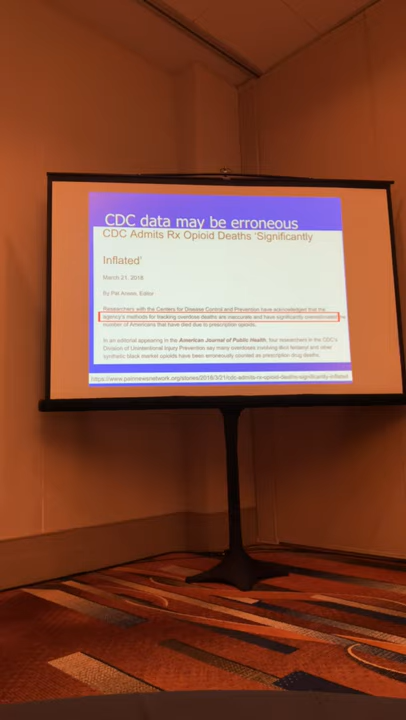 CDC data may be erroneous
CDC Admits Rx Opioid Deaths 'Significantly
Inflated'
March 21, 2018
By Pat Anson, Editor
Researchers with the Centers for Disease Control and Prevention have acknowledged that the
agency's methods for tracking overdose deaths are inaccurate and have significantly overestimated the
number of Americans that have died due to prescription opioids.
In an editorial appearing in the American Journal of Public Health, four researchers in the CDC's
Division of Unintentional Injury Prevention say many overdoses involving illicit fentanyl and other
synthetic black market opioids have been erroneously counted as prescription drug deaths.
https://www.painnewsnetwork.org/stories/2018/3/21/cdc-admits-rx-opioid-deaths-significantly-inflated